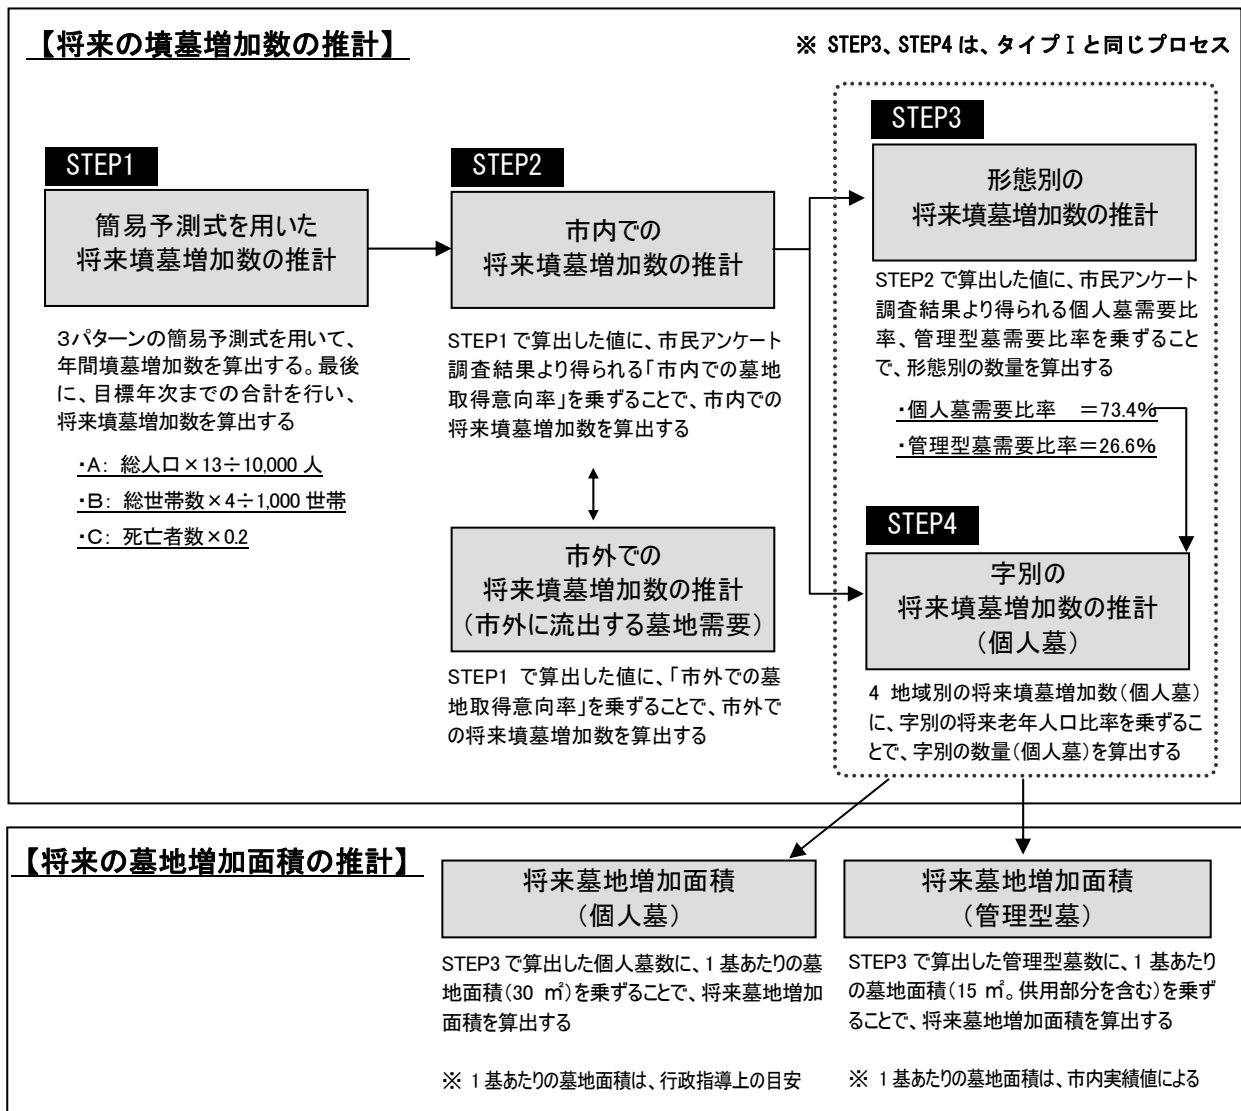 【将来の墳墓増加数の推計】
※ STEP3、STEP4 は、タイプⅠと同じプロセス
STEP1
簡易予測式を用いた
将来墳墓増加数の推計
3パターンの簡易予測式を用いて、
年間墳墓増加数を算出する。最後
に、目標年次までの合計を行い、
将来墳墓増加数を算出する
・A: 総人口×13÷10,000 人
・B: 総世帯数×4÷1,000 世帯
・C: 死亡者数×0.2
STEP2
市内での
将来墳墓増加数の推計
STEP1 で算出した値に、市民アンケート
調査結果より得られる「市内での墓地
取得意向率」を乗ずることで、市内での
将来墳墓増加数を算出する
市外での
将来墳墓増加数の推計
（市外に流出する墓地需要）
STEP1 で算出した値に、「市外での墓
地取得意向率」を乗ずることで、市外で
の将来墳墓増加数を算出する
STEP3
形態別の
将来墳墓増加数の推計
STEP2 で算出した値に、市民アンケート
調査結果より得られる個人墓需要比
率、管理型墓需要比率を乗ずること
で、形態別の数量を算出する
・個人墓需要比率 ＝73.4%
・管理型墓需要比率＝26.6%
STEP4
字別の
将来墳墓増加数の推計
（個人墓）
4 地域別の将来墳墓増加数（個人墓）
に、字別の将来老年人口比率を乗ずるこ
とで、字別の数量（個人墓）を算出する
【将来の墓地増加面積の推計】
将来墓地増加面積
（個人墓）
STEP3 で算出した個人墓数に、1 基あたりの墓
地面積（30 ㎡）を乗ずることで、将来墓地増加
面積を算出する
※ 1 基あたりの墓地面積は、行政指導上の目安
将来墓地増加面積
（管理型墓）
STEP3 で算出した管理型墓数に、1 基あたり
の墓地面積（15 ㎡。供用部分を含む）を乗ず
ることで、将来墓地増加面積を算出する
※ 1 基あたりの墓地面積は、市内実績値による